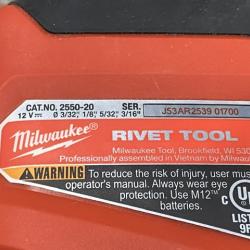 CAT.NO. 2550-20 SER. J53AR2539 01700
12 V⎓ Ø 3/32", 1/8", 5/32", 3/16"
Milwaukee®
RIVET TOOL
Milwaukee Tool, Brookfield, WI
Professionally assembled in Vietnam by Milwaukee
WARNING To reduce the risk of injury, user
operator's manual. Always wear eye
protection. Use M12™
batteries.
C UL
LIST